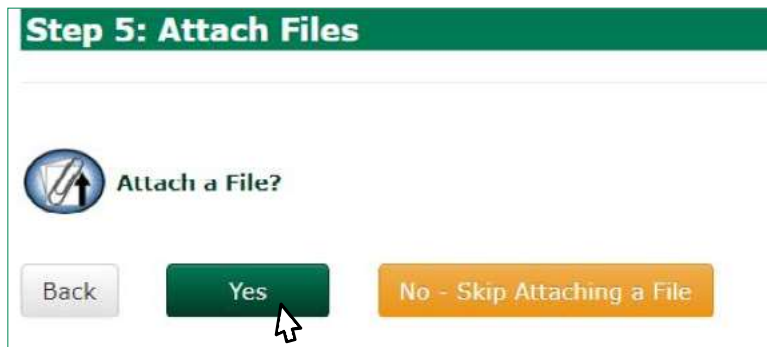 Step 5: Attach Files
Attach a File?
Back Yes No - Skip Attaching a File